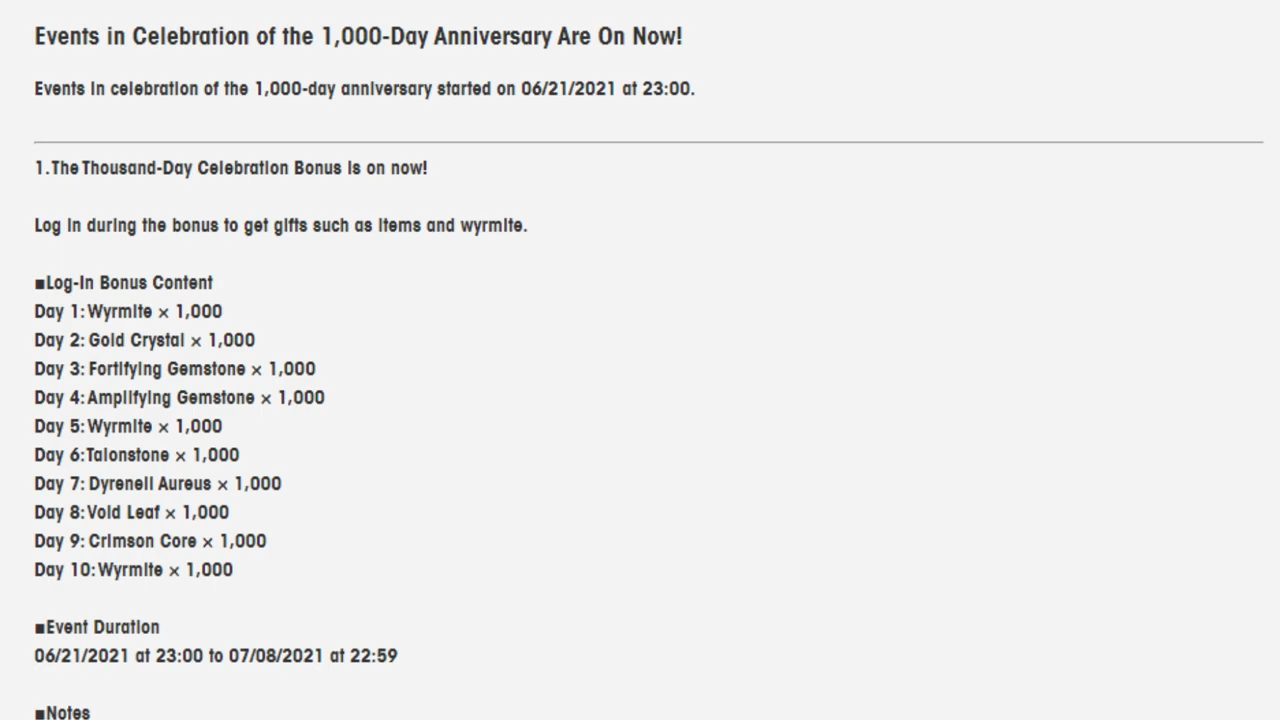 Events in Celebration of the 1,000-Day Anniversary Are On Now!
Events in celebration of the 1,000-day anniversary started on 06/21/2021 at 23:00.
1. The Thousand-Day Celebration Bonus is on now!
Log in during the bonus to get gifts such as items and wyrmite.
■Log-In Bonus Content
Day 1: Wyrmite × 1,000
Day 2: Gold Crystal × 1,000
Day 3: Fortifying Gemstone × 1,000
Day 4: Amplifying Gemstone × 1,000
Day 5: Wyrmite × 1,000
Day 6: Talonstone × 1,000
Day 7: Dyrenell Aureus × 1,000
Day 8: Void Leaf × 1,000
Day 9: Crimson Core × 1,000
Day 10: Wyrmite × 1,000
■Event Duration
06/21/2021 at 23:00 to 07/08/2021 at 22:59
■Notes